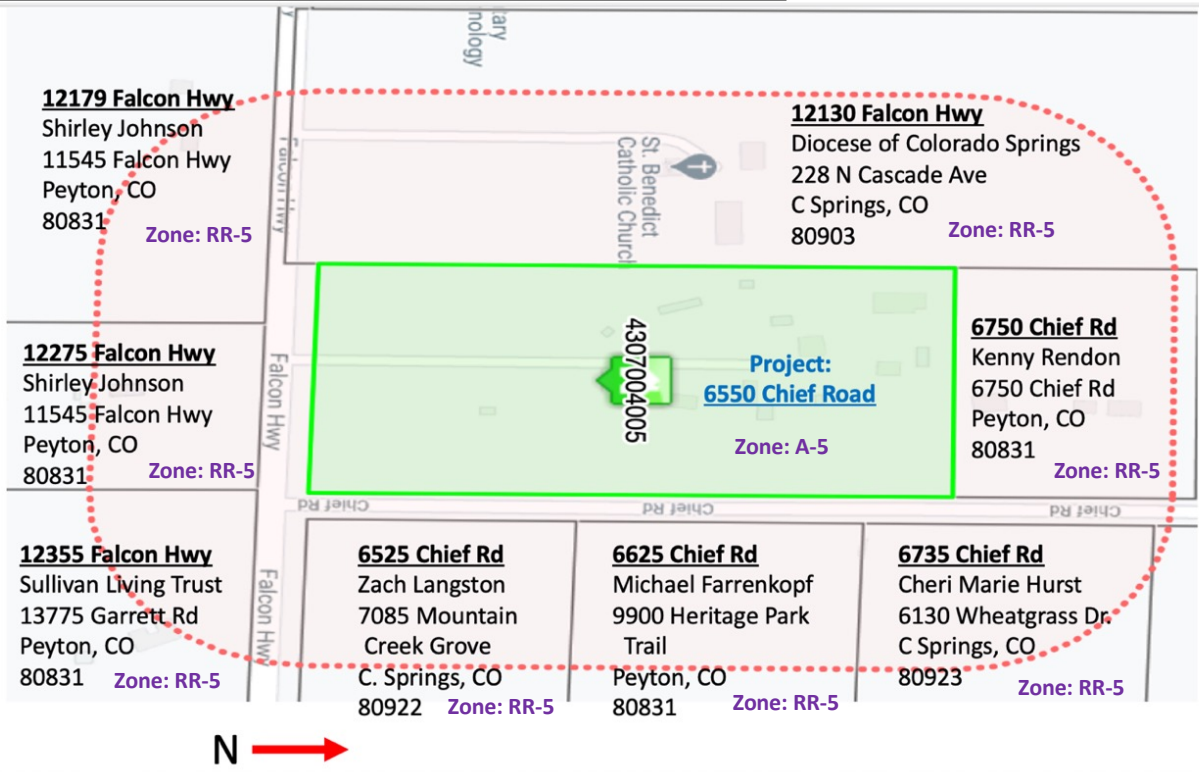 ary
nology
12179 Falcon Hwy
Shirley Johnson
11545 Falcon Hwy
Peyton, CO
80831
Zone: RR-5
12130 Falcon Hwy
Diocese of Colorado Springs
228 N Cascade Ave
C Springs, CO
80903
Zone: RR-5
St. Benedict
Catholic Church
12275 Falcon Hwy
Shirley Johnson
11545 Falcon Hwy
Peyton, CO
80831
Zone: RR-5
Falcon Hwy
4307004005
Project:
6550 Chief Road
Zone: A-5
6750 Chief Rd
Kenny Rendon
6750 Chief Rd
Peyton, CO
80831
Zone: RR-5
Chief Rd
Chief Rd
Chief Rd
12355 Falcon Hwy
Sullivan Living Trust
13775 Garrett Rd
Peyton, CO
80831
Zone: RR-5
Falcon Hwy
6525 Chief Rd
Zach Langston
7085 Mountain
Creek Grove
C. Springs, CO
80922
Zone: RR-5
6625 Chief Rd
Michael Farrenkopf
9900 Heritage Park
Trail
Peyton, CO
80831
Zone: RR-5
6735 Chief Rd
Cheri Marie Hurst
6130 Wheatgrass Dr.
C Springs, CO
80923
Zone: RR-5
N